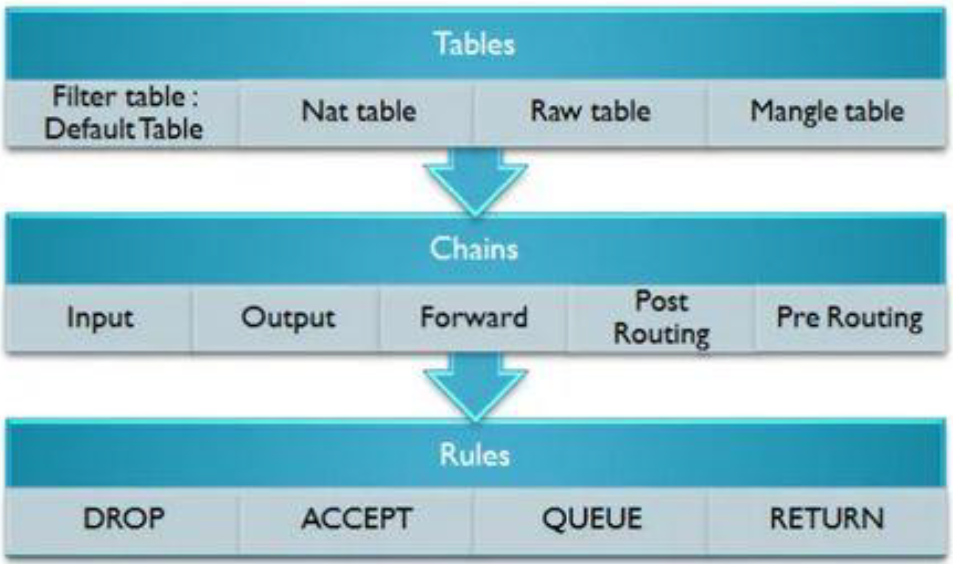 Tables
Filter table :
Default Table
Nat table
Raw table
Mangle table
Chains
Input
Output
Forward
Post
Routing
Pre Routing
Rules
DROP
ACCEPT
QUEUE
RETURN